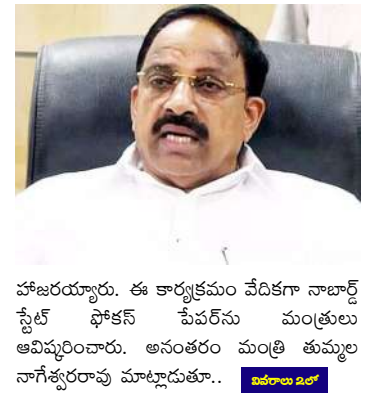 హాజరయ్యారు. ఈ కార్యక్రమం వేదికగా నాబార్డ్
స్టేట్ ఫోకస్ పేపర్‌ను మంత్రులు
ఆవిష్కరించారు. అనంతరం మంత్రి తుమ్మల
నాగేశ్వరరావు మాట్లాడుతూ.. వివరాలు 2లో